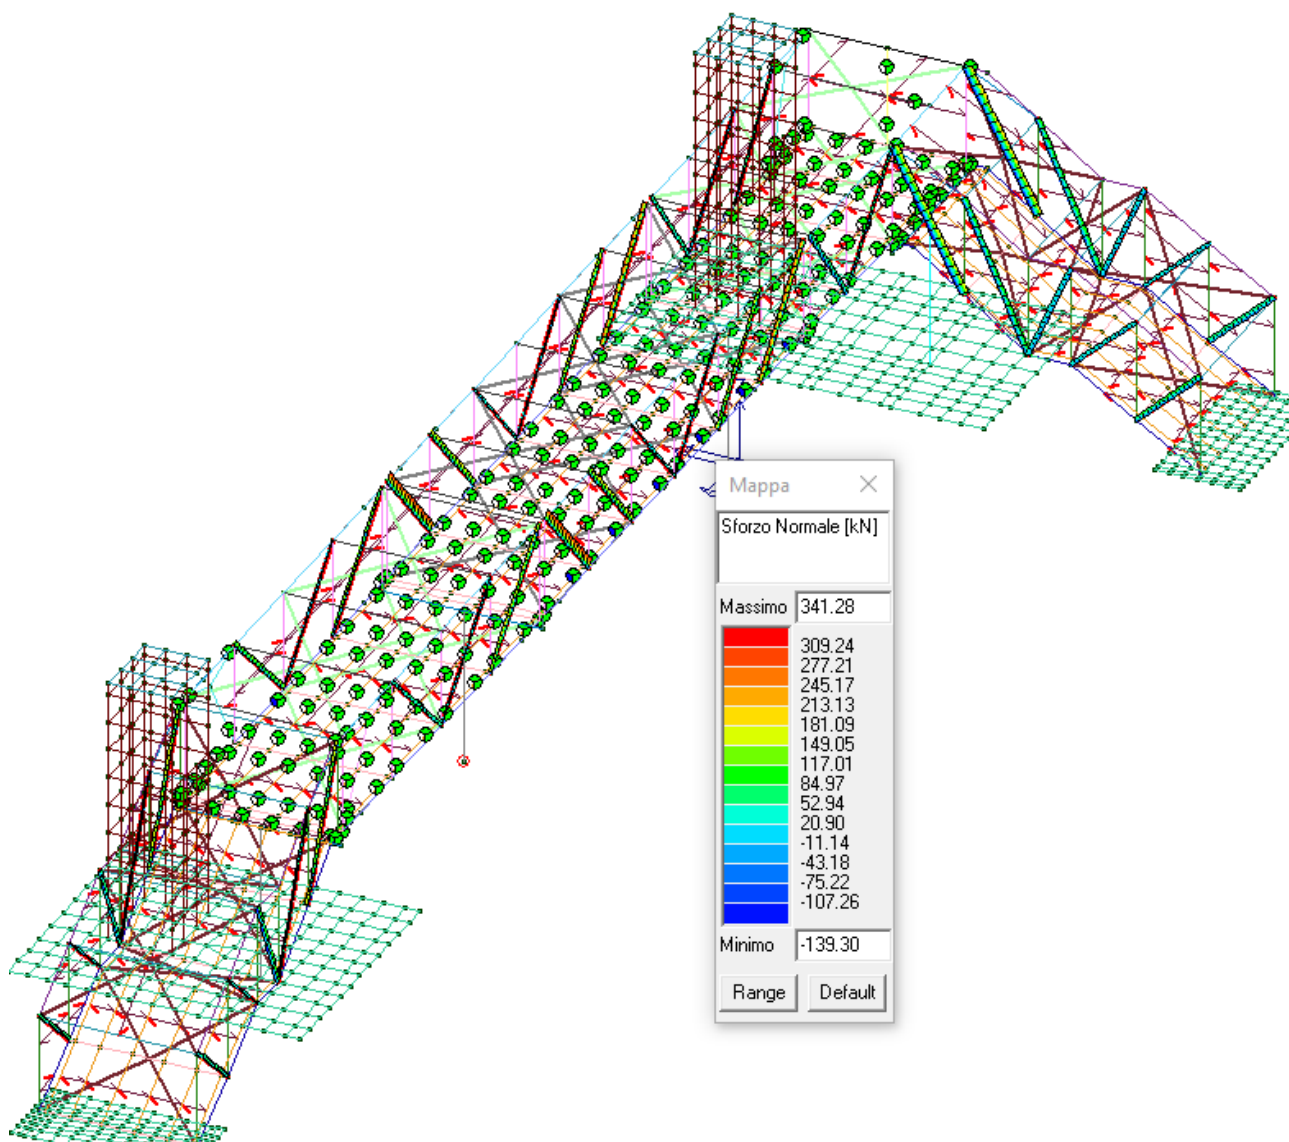 Mappa
Sforzo Normale [kN]
Massimo 341.28
309.24
277.21
245.17
213.13
181.09
149.05
117.01
84.97
52.94
20.90
-11.14
-43.18
-75.22
-107.26
Minimo -139.30
Range Default